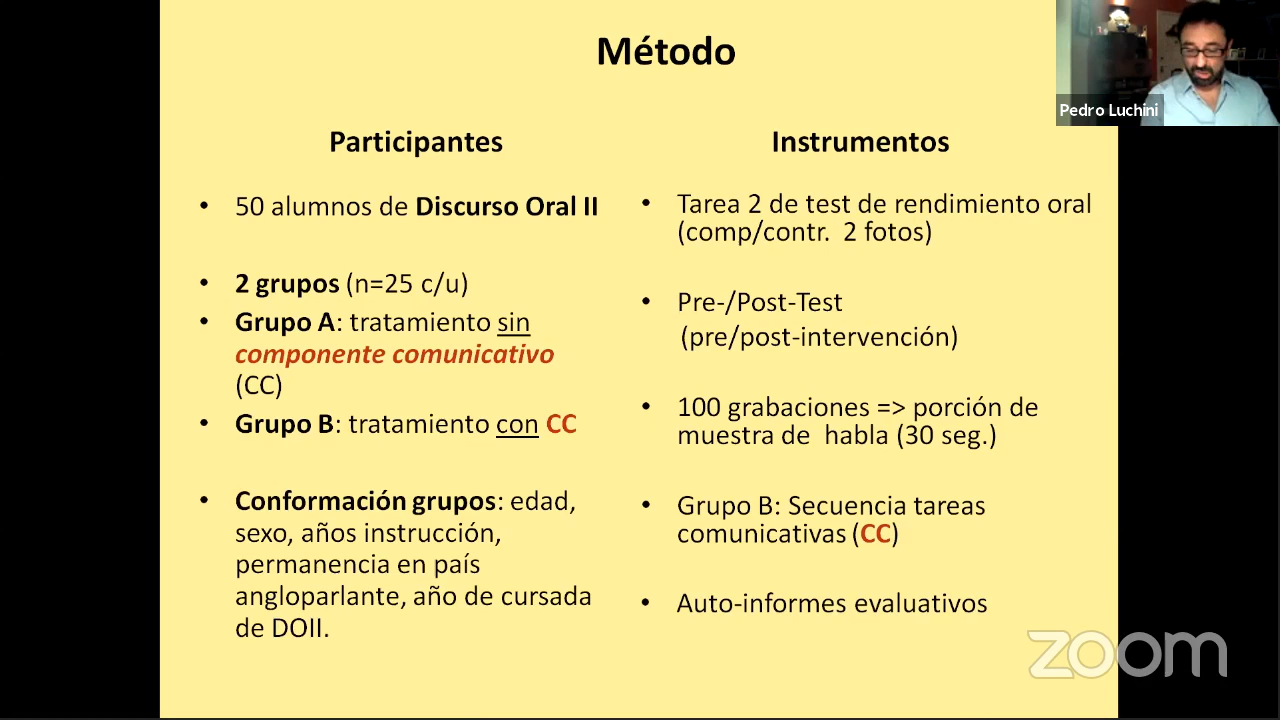 Método
Participantes
• 50 alumnos de Discurso Oral II
• 2 grupos (n=25 c/u)
• Grupo A: tratamiento sin
componente comunicativo
(CC)
• Grupo B: tratamiento con CC
• Conformación grupos: edad,
sexo, años instrucción,
permanencia en país
angloparlante, año de cursada
de DOII.
Instrumentos
• Tarea 2 de test de rendimiento oral
(comp/contr. 2 fotos)
• Pre-/Post-Test
(pre/post-intervención)
• 100 grabaciones => porción de
muestra de habla (30 seg.)
• Grupo B: Secuencia tareas
comunicativas (CC)
• Auto-informes evaluativos
Pedro Luchini
zoom